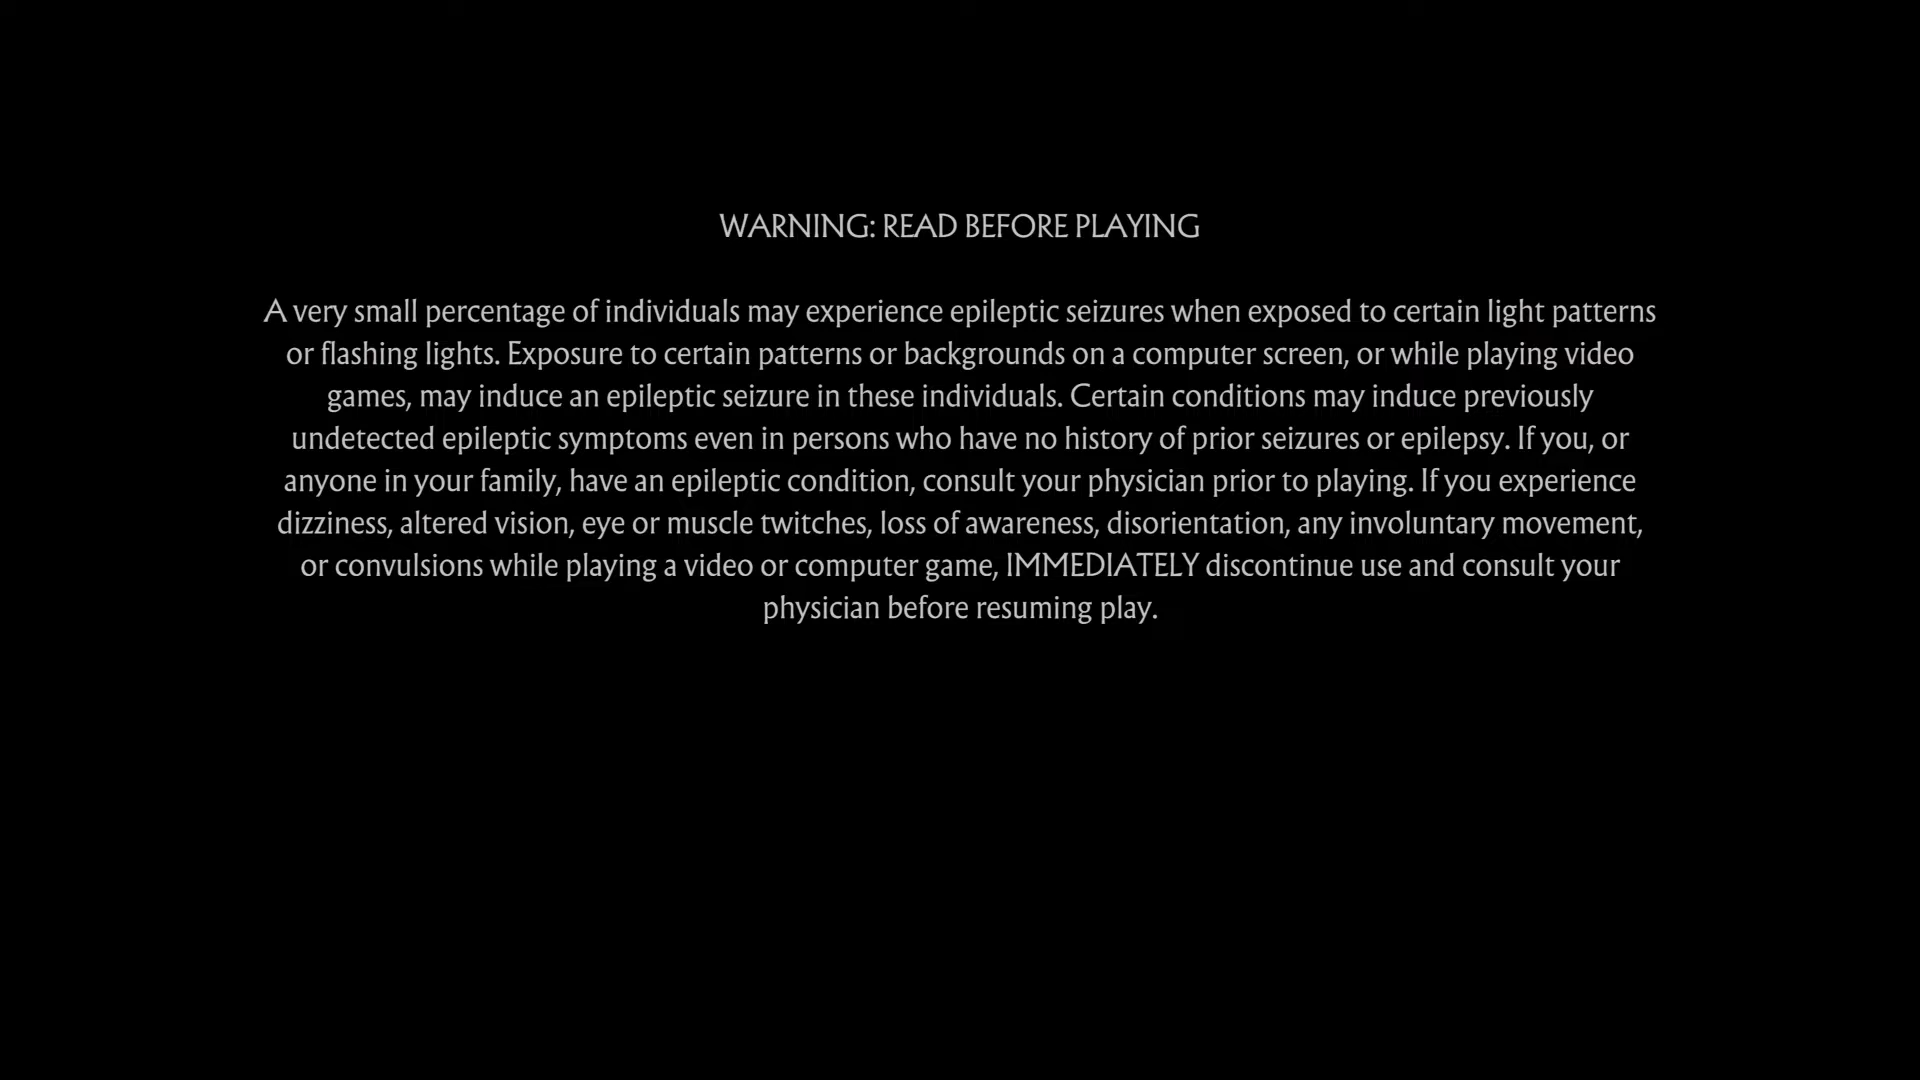 WARNING: READ BEFORE PLAYING
A very small percentage of individuals may experience epileptic seizures when exposed to certain light patterns
or flashing lights. Exposure to certain patterns or backgrounds on a computer screen, or while playing video
games, may induce an epileptic seizure in these individuals. Certain conditions may induce previously
undetected epileptic symptoms even in persons who have no history of prior seizures or epilepsy. If you, or
anyone in your family, have an epileptic condition, consult your physician prior to playing. If you experience
dizziness, altered vision, eye or muscle twitches, loss of awareness, disorientation, any involuntary movement,
or convulsions while playing a video or computer game, IMMEDIATELY discontinue use and consult your
physician before resuming play.